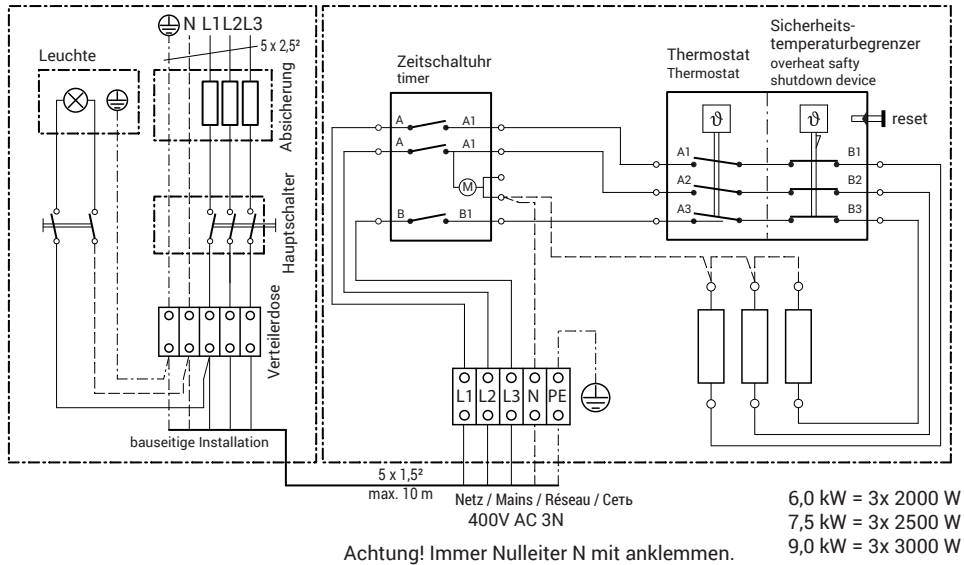 N L1 L2 L3
5 x 2,5²
Leuchte
Absicherung
Hauptschalter
Verteilerdose
bauseitige Installation
Zeitschaltuhr
timer
Thermostat
Thermostat
Sicherheits-
temperaturbegrenzer
overheat safty
shutdown device
ϑ
ϑ
reset
A
A1
A
A1
M
B
B1
A1
A2
A3
B1
B2
B3
L1 L2 L3 N PE
5 x 1,5²
max. 10 m
Netz / Mains / Réseau / Сеть
400V AC 3N
Achtung! Immer Nulleiter N mit anklemmen.
6,0 kW = 3x 2000 W
7,5 kW = 3x 2500 W
9,0 kW = 3x 3000 W